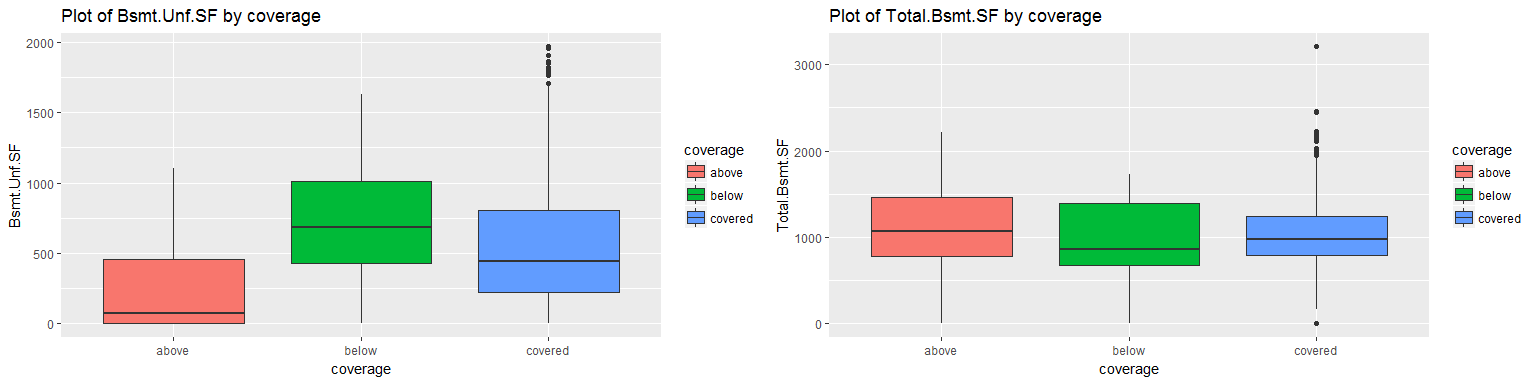 Plot of Bsmt.Unf.SF by coverage
Bsmt.Unf.SF
2000
1500
1000
500
0
above
below
covered
coverage
coverage
above
below
covered
Plot of Total.Bsmt.SF by coverage
Total.Bsmt.SF
3000
2000
1000
0
above
below
covered
coverage
coverage
above
below
covered